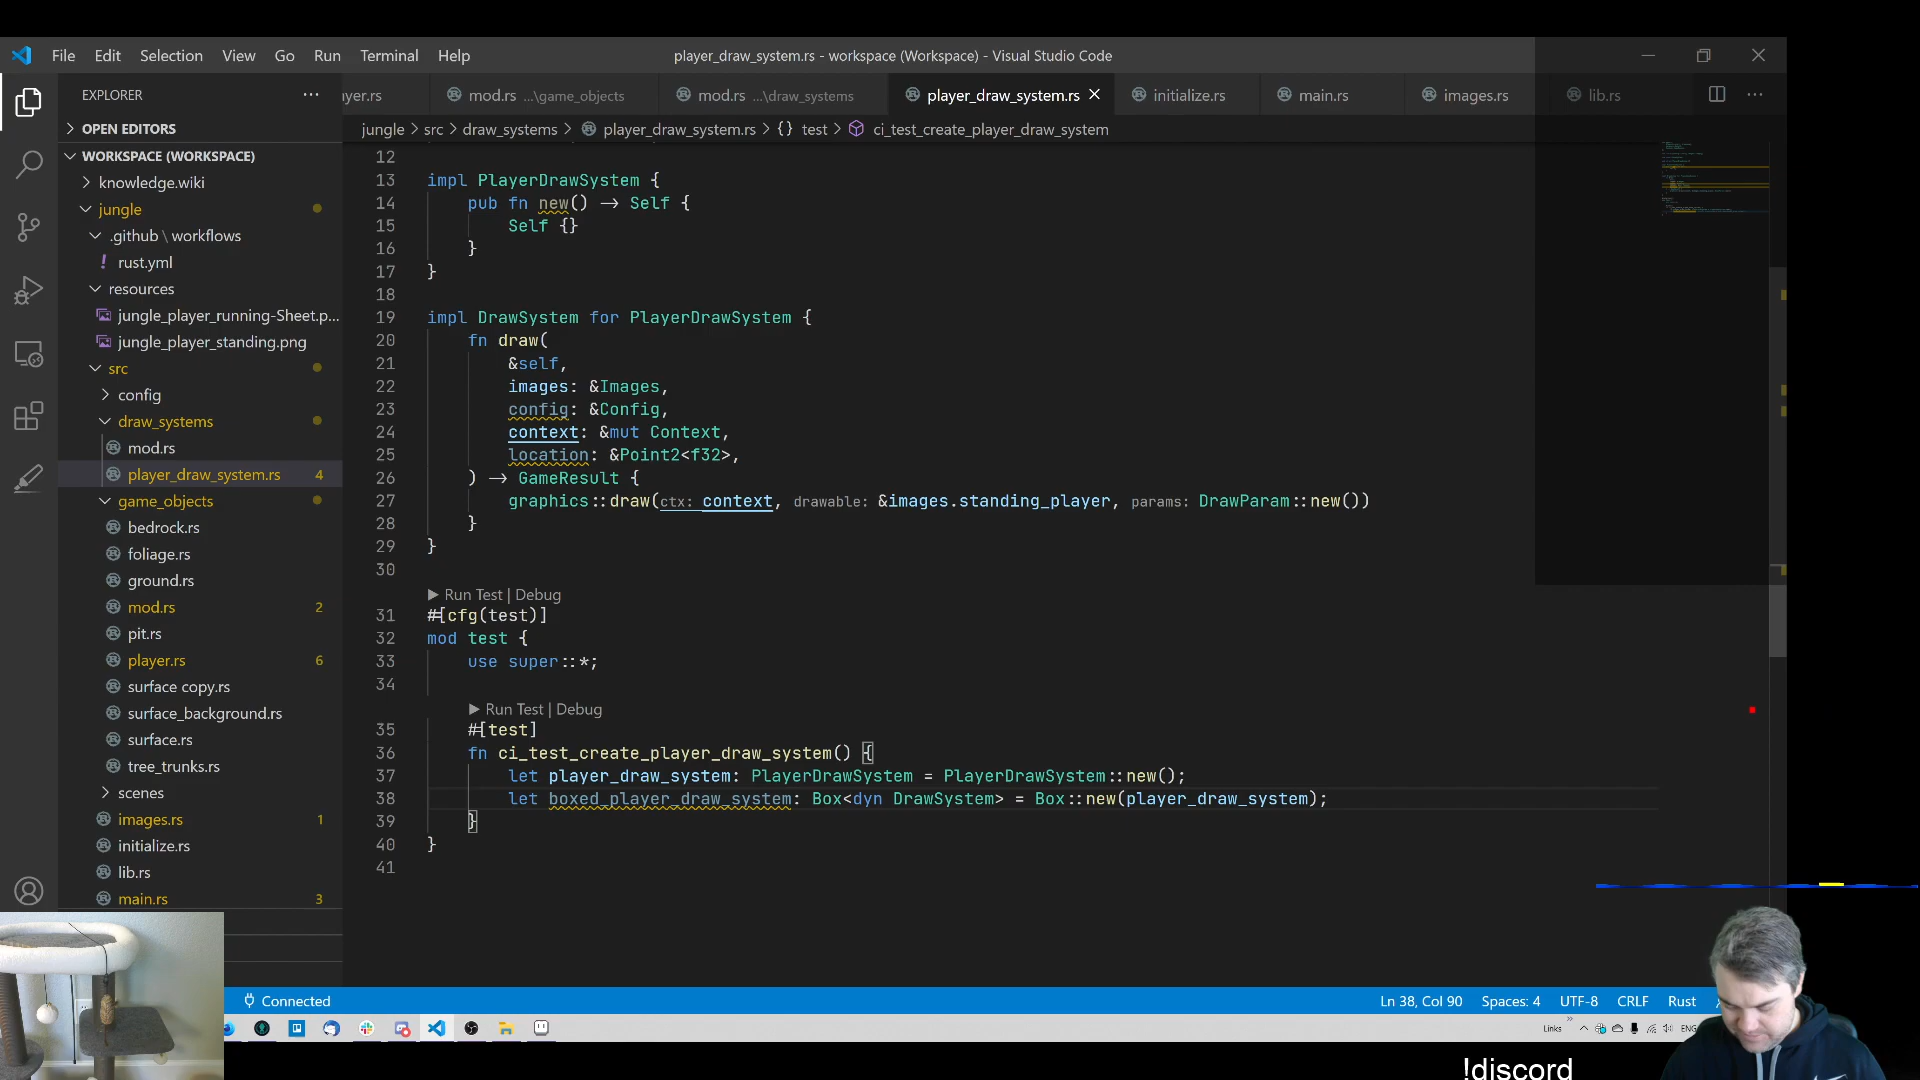 File Edit Selection View Go Run Terminal Help
player_draw_system.rs - workspace (Workspace) - Visual Studio Code
EXPLORER
yer.rs
mod.rs ...\game_objects
mod.rs ...\draw_systems
player_draw_system.rs
initialize.rs
main.rs
images.rs
lib.rs
jungle > src > draw_systems > player_draw_system.rs > {} test > ci_test_create_player_draw_system
OPEN EDITORS
WORKSPACE (WORKSPACE)
knowledge.wiki
jungle
.github \ workflows
! rust.yml
resources
jungle_player_running-Sheet.p...
jungle_player_standing.png
src
config
draw_systems
mod.rs
player_draw_system.rs 4
game_objects
bedrock.rs
foliage.rs
ground.rs
mod.rs 2
pit.rs
player.rs 6
surface copy.rs
surface_background.rs
surface.rs
tree_trunks.rs
scenes
images.rs 1
initialize.rs
lib.rs
main.rs 3
12
13 impl PlayerDrawSystem {
14 pub fn new() -> Self {
15 Self {}
16 }
17 }
18
19 impl DrawSystem for PlayerDrawSystem {
20 fn draw(
21 &self,
22 images: &Images,
23 config: &Config,
24 context: &mut Context,
25 location: &Point2<f32>,
26 ) -> GameResult {
27 graphics::draw(ctx: context, drawable: &images.standing_player, params: DrawParam::new())
28 }
29 }
30
Run Test | Debug
31 #[cfg(test)]
32 mod test {
33 use super::*;
34
Run Test | Debug
35 #[test]
36 fn ci_test_create_player_draw_system() {
37 let player_draw_system: PlayerDrawSystem = PlayerDrawSystem::new();
38 let boxed_player_draw_system: Box<dyn DrawSystem> = Box::new(player_draw_system);
39 }
40 }
41
Connected
Ln 38, Col 90 Spaces: 4 UTF-8 CRLF Rust
Links
ENG
!discord